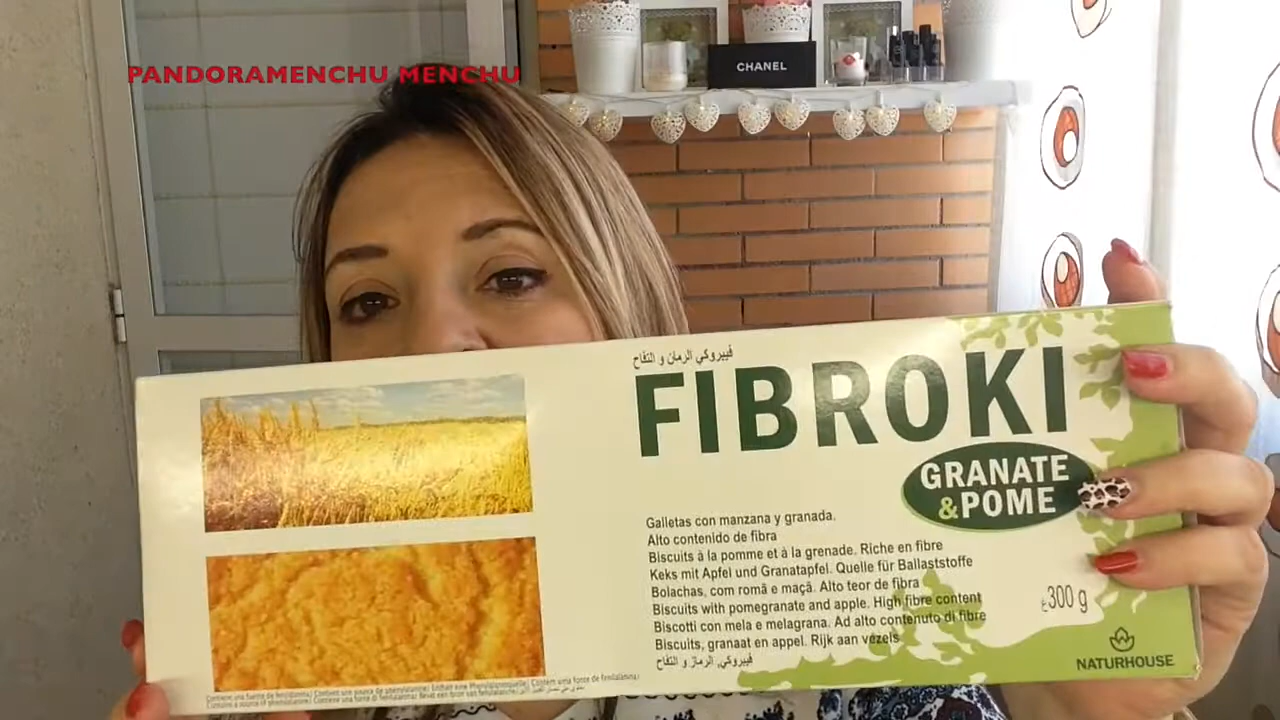 PANDORAMENCHU MENCHU
CHANEL
فيبروكي الرمان و التفاح
FIBROKI
GRANATE
&POME
Galletas con manzana y granada.
Alto contenido de fibra
Biscuits à la pomme et à la grenade. Riche en fibre
Keks mit Apfel und Granatapfel. Quelle für Ballaststoffe
Bolachas, com romã e maçã. Alto teor de fibra
Biscuits with pomegranate and apple. High fibre content
Biscotti con mela e melagrana. Ad alto contenuto di fibre
Biscuits, granaat en appel. Rijk aan vezels
فيبروكي, الرمان و التفاح
300 g
NATURHOUSE